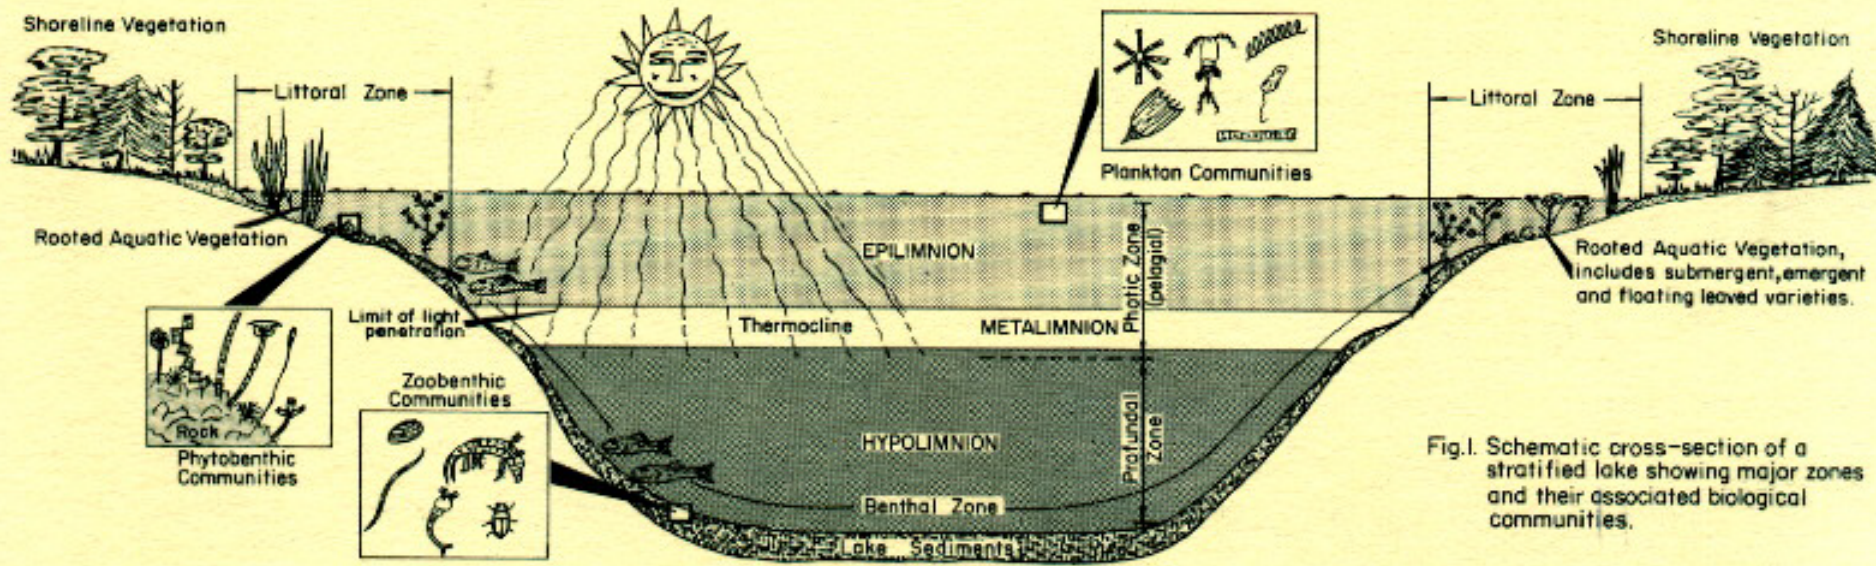 Shoreline Vegetation
Littoral Zone
Rooted Aquatic Vegetation
Rock
Phytobenthic
Communities
Limit of light
penetration
Zoobenthic
Communities
EPILIMNION
Thermocline
METALIMNION
HYPOLIMNION
Benthal Zone
Lake Sediments
Photic Zone
(pelagial)
Profundal
Zone
Plankton Communities
Shoreline Vegetation
Littoral Zone
Rooted Aquatic Vegetation,
includes submergent, emergent
and floating leaved varieties.
Fig.1. Schematic cross-section of a
stratified lake showing major zones
and their associated biological
communities.